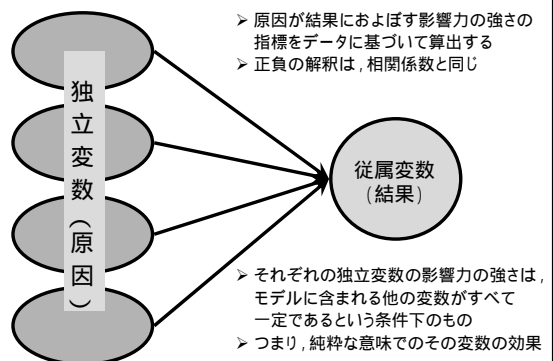 ➢ 原因が結果におよぼす影響力の強さの
指標をデータに基づいて算出する
➢ 正負の解釈は,相関係数と同じ
独立変数(原因)
従属変数
(結果)
➢ それぞれの独立変数の影響力の強さは,
モデルに含まれる他の変数がすべて
一定であるという条件下のもの
➢ つまり,純粋な意味でのその変数の効果